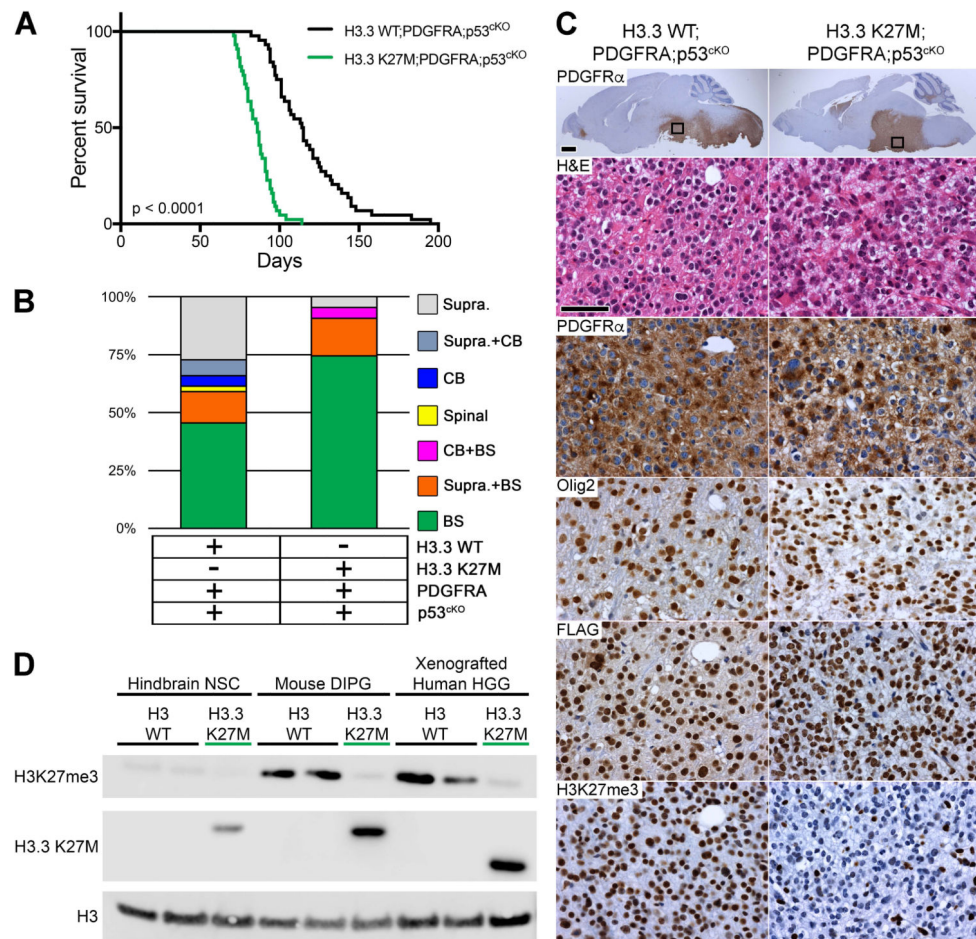 A
100
50
0
Percent survival
H3.3 WT;PDGFRA;p53cKO
H3.3 K27M;PDGFRA;p53cKO
p < 0.0001
0
50
100
150
200
Days
B
100%
75%
50%
25%
0%
Supra.
Supra.+CB
CB
Spinal
CB+BS
Supra.+BS
BS
+ - H3.3 WT
- + H3.3 K27M
+ + PDGFRA
+ + p53cKO
C
H3.3 WT;
PDGFRA;p53cKO
H3.3 K27M;
PDGFRA;p53cKO
PDGFRα
H&E
PDGFRα
Olig2
FLAG
H3K27me3
D
Hindbrain NSC
Mouse DIPG
Xenografted
Human HGG
H3
WT
H3.3
K27M
H3
WT
H3.3
K27M
H3
WT
H3.3
K27M
H3K27me3
H3.3 K27M
H3